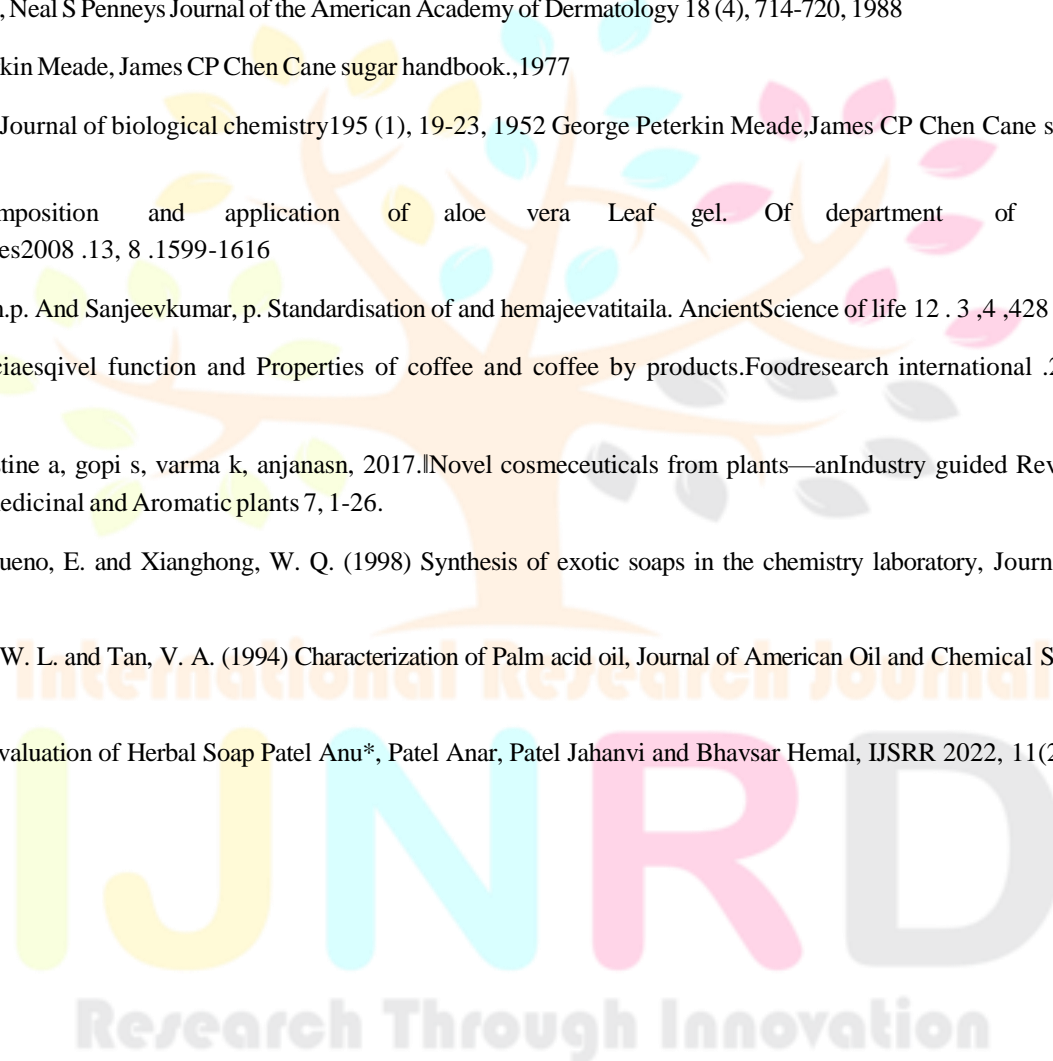 , Neal S Penneys Journal of the American Academy of Dermatology 18 (4), 714-720, 1988
kin Meade, James CP Chen Cane sugar handbook.,1977
Journal of biological chemistry195 (1), 19-23, 1952 George Peterkin Meade,James CP Chen Cane s
mposition and application of aloe vera Leaf gel. Of department of
es2008 .13, 8 .1599-1616
n.p. And Sanjeevkumar, p. Standardisation of and hemajeevatitaila. AncientScience of life 12 . 3 ,4 ,428
ciaesqivel function and Properties of coffee and coffee by products.Foodresearch international .2
stine a, gopi s, varma k, anjanasn, 2017.‖Novel cosmeceuticals from plants—anIndustry guided Rev
edicinal and Aromatic plants 7, 1-26.
ueno, E. and Xianghong, W. Q. (1998) Synthesis of exotic soaps in the chemistry laboratory, Journ
W. L. and Tan, V. A. (1994) Characterization of Palm acid oil, Journal of American Oil and Chemical S
International Research Journal
valuation of Herbal Soap Patel Anu*, Patel Anar, Patel Jahanvi and Bhavsar Hemal, IJSRR 2022, 11(2
IJNRD
Research Through Innovation